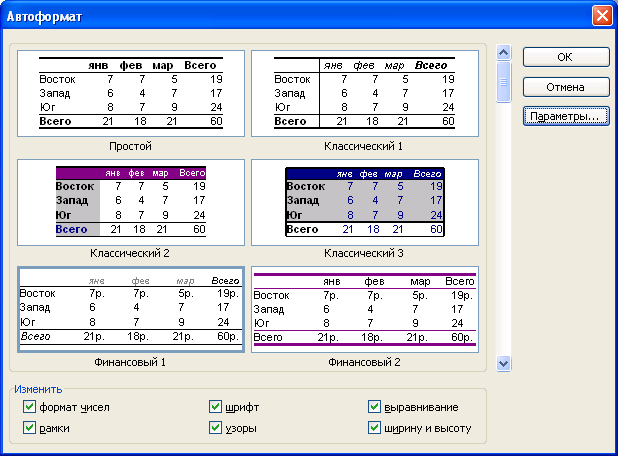 Автоформат
янв фев мар Всего
Восток 7 7 5 19
Запад 6 4 7 17
Юг 8 7 9 24
Всего 21 18 21 60
Простой
янв фев мар Всего
Восток 7 7 5 19
Запад 6 4 7 17
Юг 8 7 9 24
Всего 21 18 21 60
Классический 1
янв фев мар Всего
Восток 7 7 5 19
Запад 6 4 7 17
Юг 8 7 9 24
Всего 21 18 21 60
Классический 2
янв фев мар Всего
Восток 7 7 5 19
Запад 6 4 7 17
Юг 8 7 9 24
Всего 21 18 21 60
Классический 3
янв фев мар Всего
Восток 7р. 7р. 5р. 19р.
Запад 6 4 7 17
Юг 8 7 9 24
Всего 21р. 18р. 21р. 60р.
Финансовый 1
янв фев мар Всего
Восток 7р. 7р. 5р. 19р.
Запад 6 4 7 17
Юг 8 7 9 24
Всего 21р. 18р. 21р. 60р.
Финансовый 2
ОК
Отмена
Параметры...
Изменить
формат чисел
шрифт
выравнивание
рамки
узоры
ширину и высоту